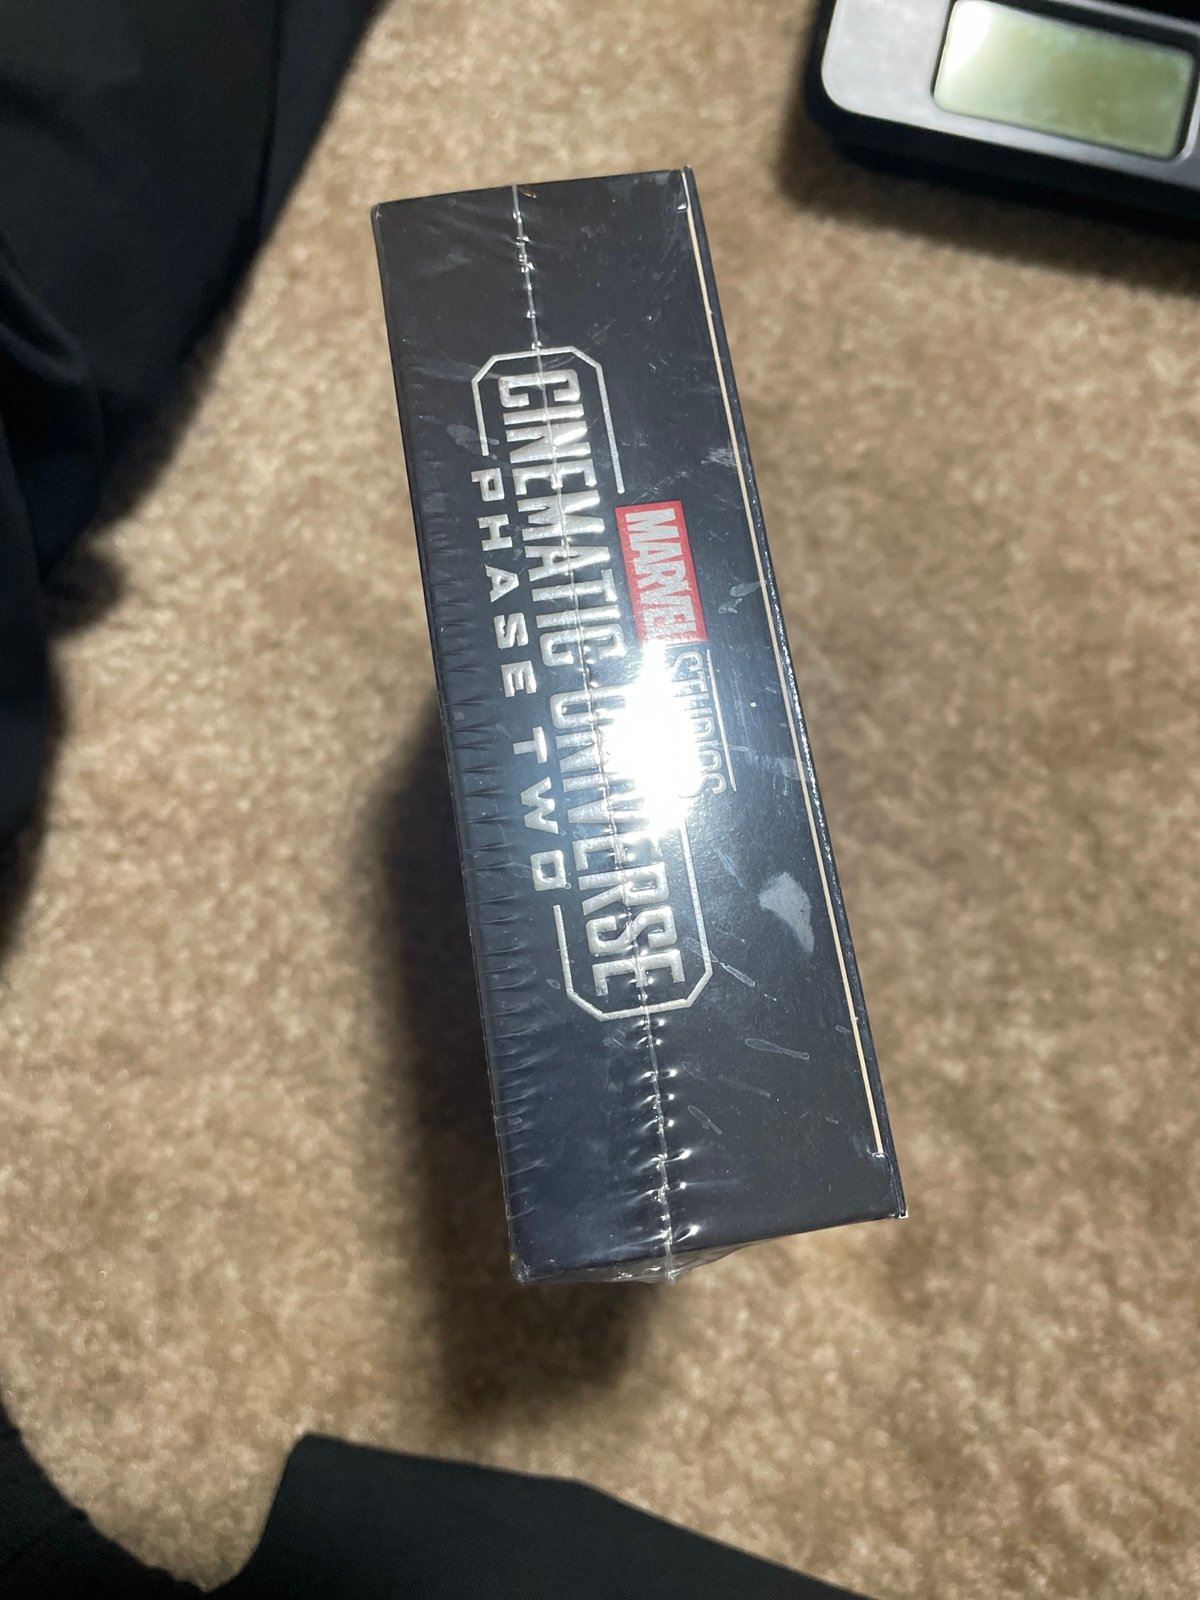 MARVEL STUDIOS
CINEMATIC UNIVERSE
PHASE TWO